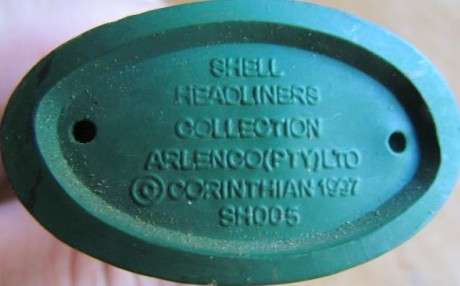 SHELL
HEADLINERS
COLLECTION
ARLENCO(PTY)LTD
© CORINTHIAN 1997
SH005